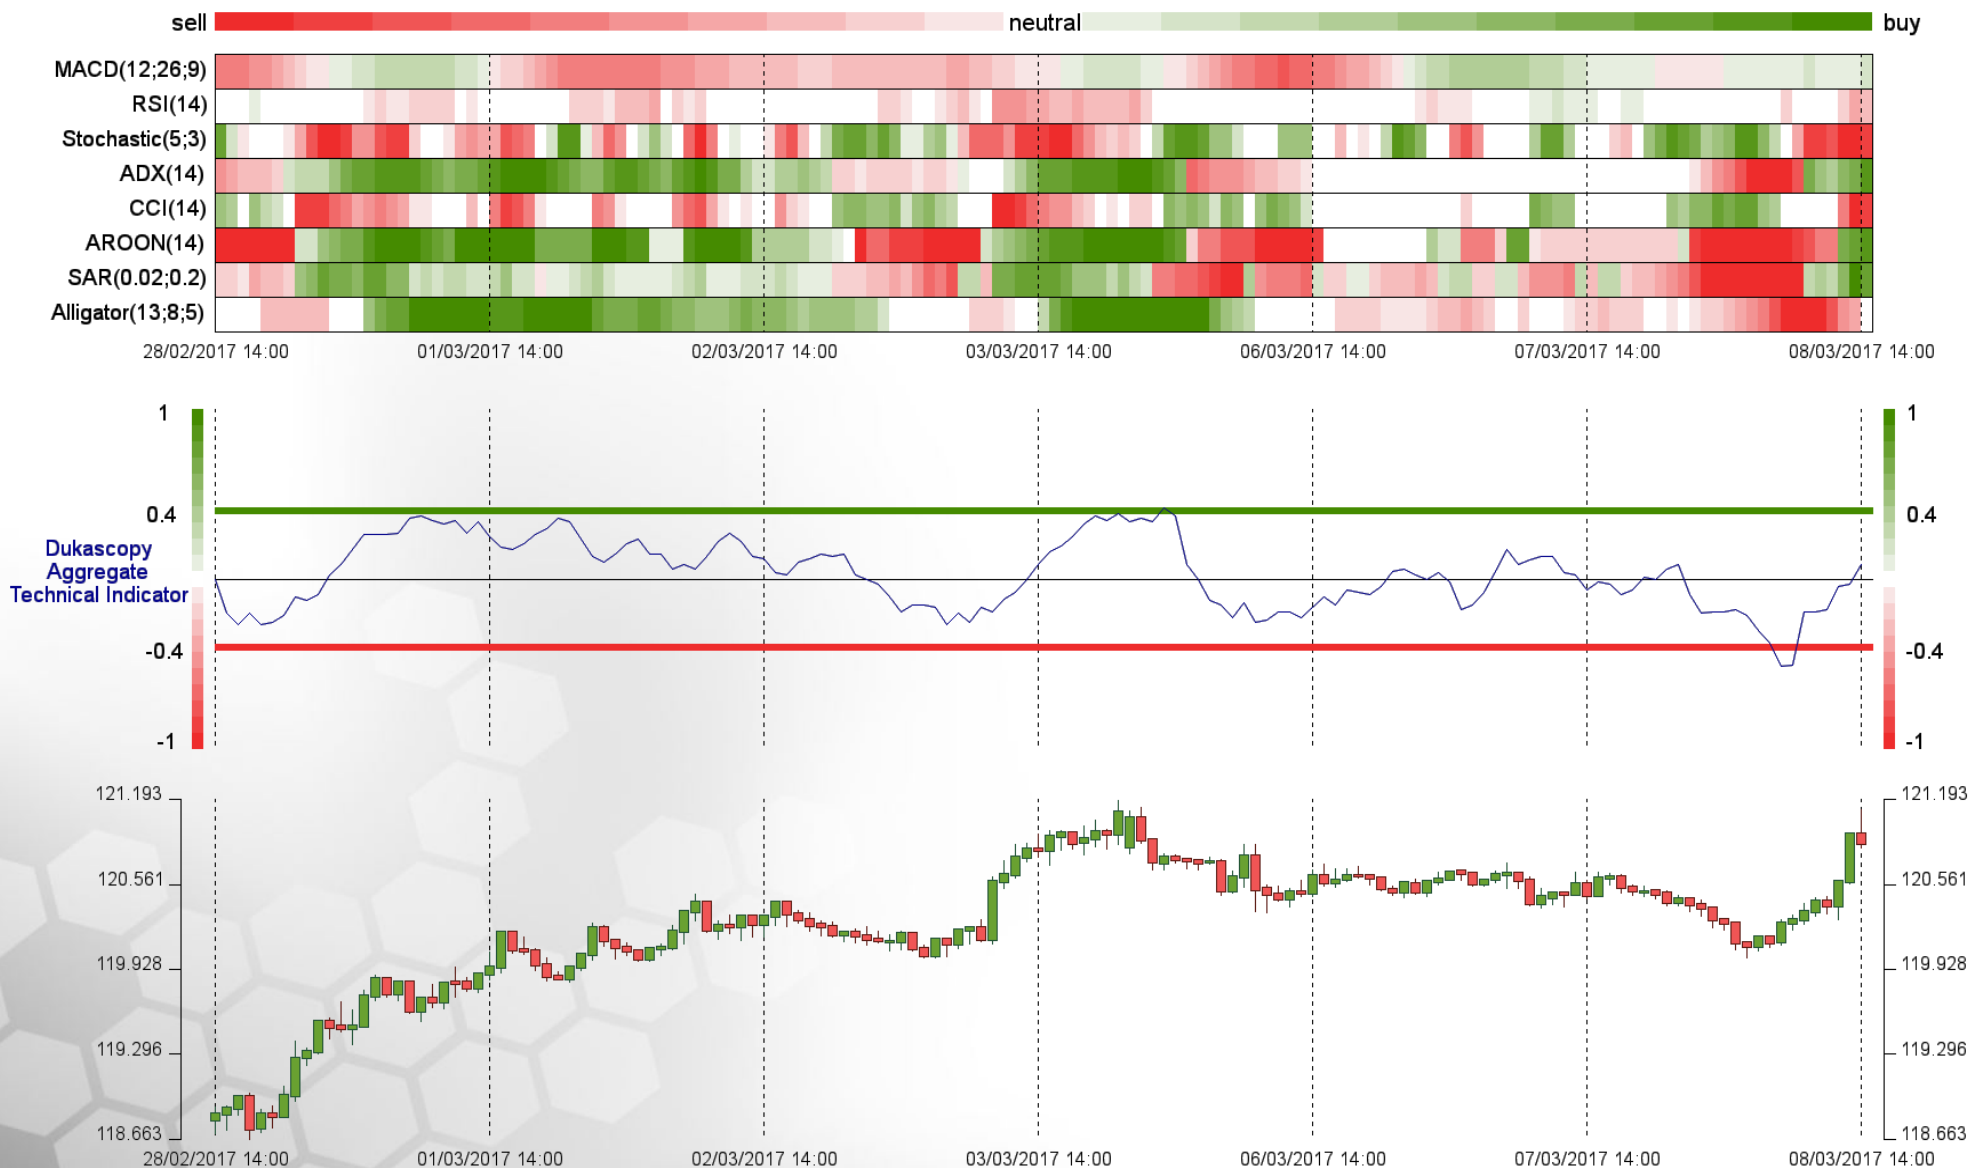 sell neutral buy
MACD(12;26;9)
RSI(14)
Stochastic(5;3)
ADX(14)
CCI(14)
AROON(14)
SAR(0.02;0.2)
Alligator(13;8;5)
28/02/2017 14:00 01/03/2017 14:00 02/03/2017 14:00 03/03/2017 14:00 06/03/2017 14:00 07/03/2017 14:00 08/03/2017 14:00
1 1
0.4 0.4
Dukascopy
Aggregate
Technical Indicator
-0.4 -0.4
-1 -1
121.193 121.193
120.561 120.561
119.928 119.928
119.296 119.296
118.663 118.663
28/02/2017 14:00 01/03/2017 14:00 02/03/2017 14:00 03/03/2017 14:00 06/03/2017 14:00 07/03/2017 14:00 08/03/2017 14:00